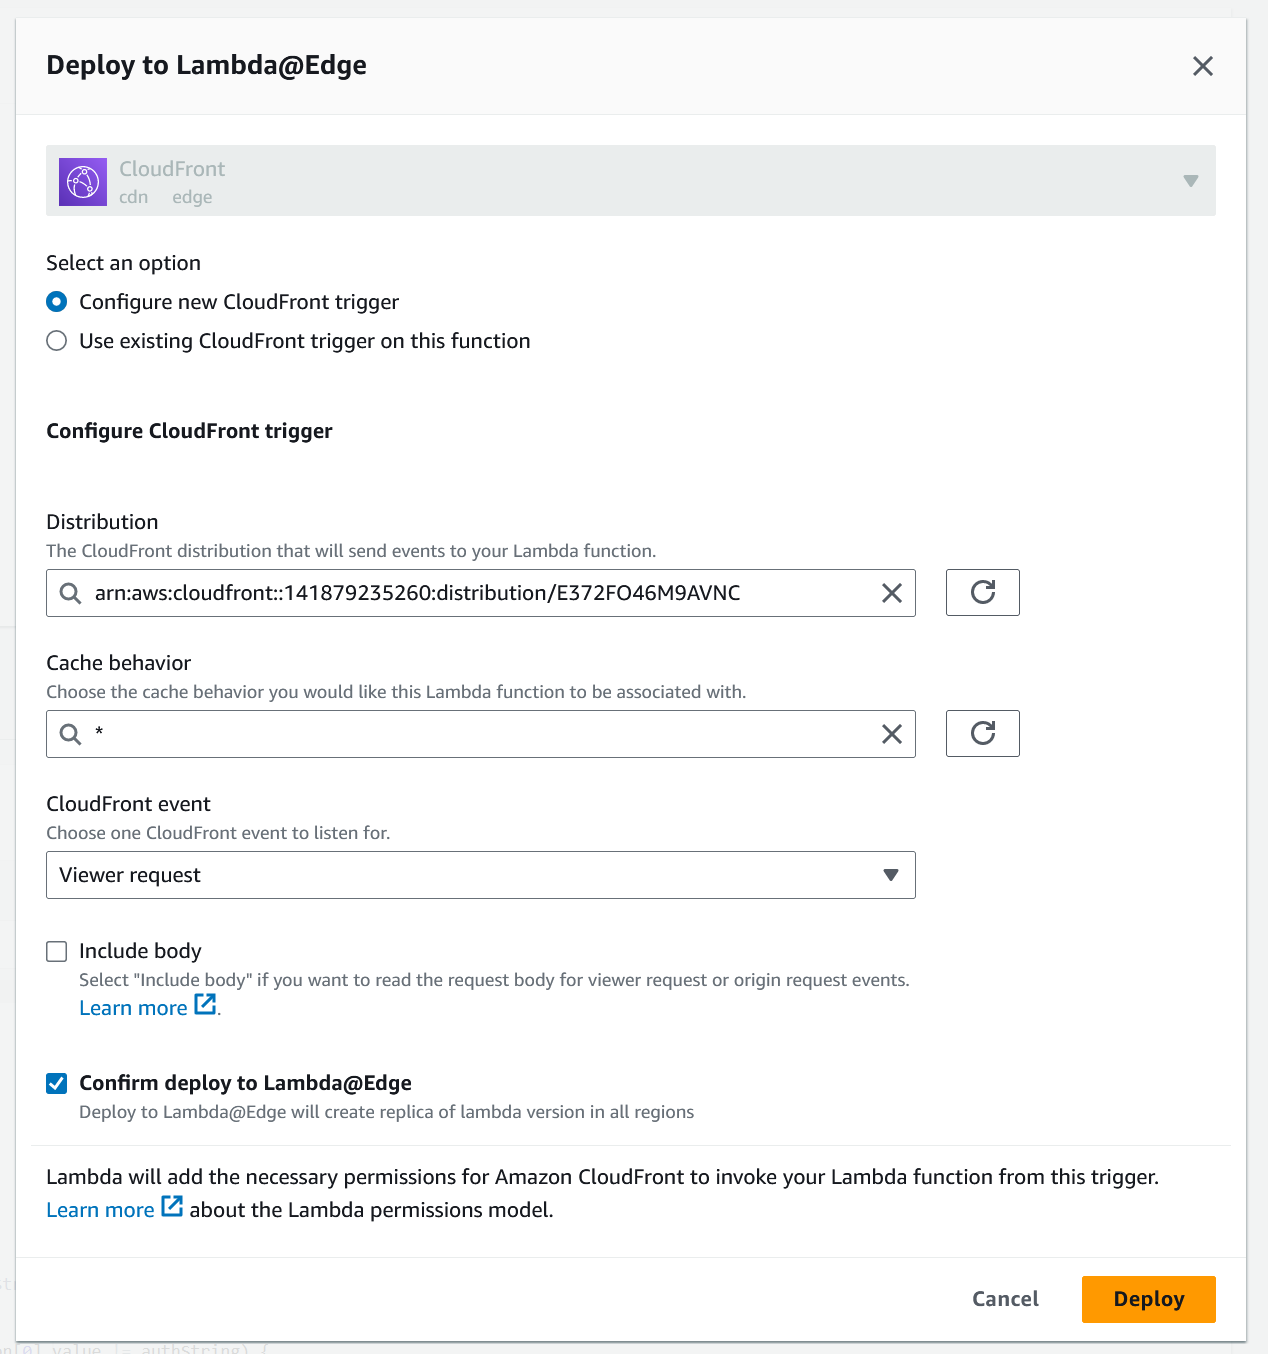 Deploy to Lambda@Edge
CloudFront
cdn edge
Select an option
Configure new CloudFront trigger
Use existing CloudFront trigger on this function
Configure CloudFront trigger
Distribution
The CloudFront distribution that will send events to your Lambda function.
arn:aws:cloudfront::141879235260:distribution/E372FO46M9AVNC
Cache behavior
Choose the cache behavior you would like this Lambda function to be associated with.
*
CloudFront event
Choose one CloudFront event to listen for.
Viewer request
Include body
Select "Include body" if you want to read the request body for viewer request or origin request events.
Learn more .
Confirm deploy to Lambda@Edge
Deploy to Lambda@Edge will create replica of lambda version in all regions
Lambda will add the necessary permissions for Amazon CloudFront to invoke your Lambda function from this trigger.
Learn more about the Lambda permissions model.
Cancel Deploy